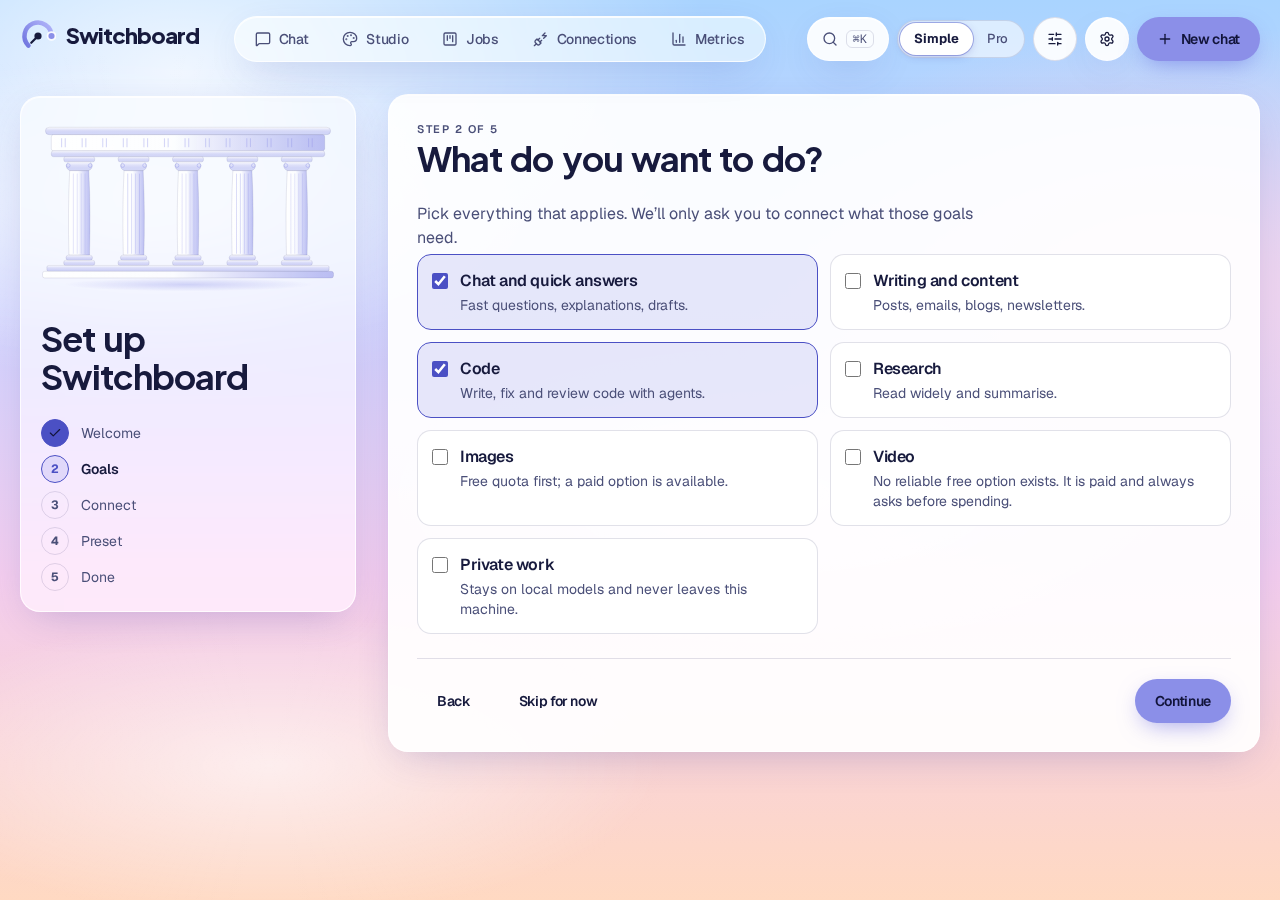 Switchboard
Chat
Studio
Jobs
Connections
Metrics
⌘K
Simple
Pro
New chat
Set up
Switchboard
Welcome
2 Goals
3 Connect
4 Preset
5 Done
STEP 2 OF 5
What do you want to do?
Pick everything that applies. We’ll only ask you to connect what those goals
need.
Chat and quick answers
Fast questions, explanations, drafts.
Writing and content
Posts, emails, blogs, newsletters.
Code
Write, fix and review code with agents.
Research
Read widely and summarise.
Images
Free quota first; a paid option is available.
Video
No reliable free option exists. It is paid and always
asks before spending.
Private work
Stays on local models and never leaves this
machine.
Back
Skip for now
Continue